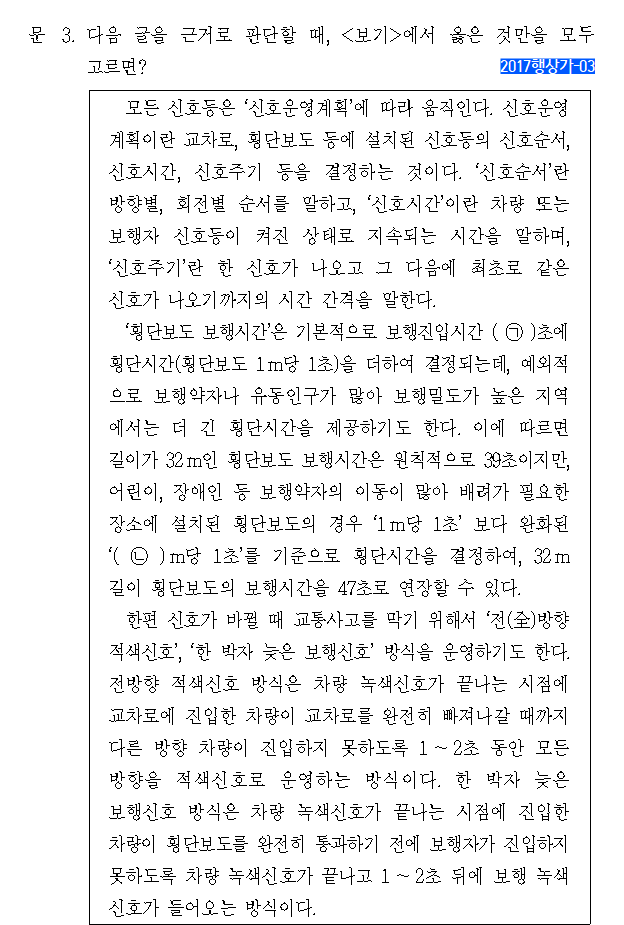 문 3. 다음 글을 근거로 판단할 때, <보기>에서 옳은 것만을 모두
고르면?
2017행상가-03
모든 신호등은 ‘신호운영계획’에 따라 움직인다. 신호운영
계획이란 교차로, 횡단보도 등에 설치된 신호등의 신호순서,
신호시간, 신호주기 등을 결정하는 것이다. ‘신호순서’란
방향별, 회전별 순서를 말하고, ‘신호시간’이란 차량 또는
보행자 신호등이 켜진 상태로 지속되는 시간을 말하며,
‘신호주기’란 한 신호가 나오고 그 다음에 최초로 같은
신호가 나오기까지의 시간 간격을 말한다.
‘횡단보도 보행시간’은 기본적으로 보행진입시간 ( ㉠ )초에
횡단시간(횡단보도 1m당 1초)을 더하여 결정되는데, 예외적
으로 보행약자나 유동인구가 많아 보행밀도가 높은 지역
에서는 더 긴 횡단시간을 제공하기도 한다. 이에 따르면
길이가 32m인 횡단보도 보행시간은 원칙적으로 39초이지만,
어린이, 장애인 등 보행약자의 이동이 많아 배려가 필요한
장소에 설치된 횡단보도의 경우 ‘1m당 1초’ 보다 완화된
‘( ㉡ )m당 1초’를 기준으로 횡단시간을 결정하여, 32m
길이 횡단보도의 보행시간을 47초로 연장할 수 있다.
한편 신호가 바뀔 때 교통사고를 막기 위해서 ‘전(全)방향
적색신호’, ‘한 박자 늦은 보행신호’ 방식을 운영하기도 한다.
전방향 적색신호 방식은 차량 녹색신호가 끝나는 시점에
교차로에 진입한 차량이 교차로를 완전히 빠져나갈 때까지
다른 방향 차량이 진입하지 못하도록 1～2초 동안 모든
방향을 적색신호로 운영하는 방식이다. 한 박자 늦은
보행신호 방식은 차량 녹색신호가 끝나는 시점에 진입한
차량이 횡단보도를 완전히 통과하기 전에 보행자가 진입하지
못하도록 차량 녹색신호가 끝나고 1～2초 뒤에 보행 녹색
신호가 들어오는 방식이다.